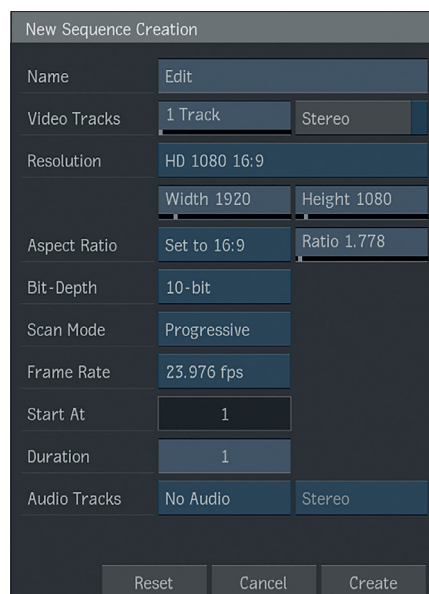 New Sequence Creation
Name Edit
Video Tracks 1 Track Stereo
Resolution HD 1080 16:9
Width 1920 Height 1080
Aspect Ratio Set to 16:9 Ratio 1.778
Bit-Depth 10-bit
Scan Mode Progressive
Frame Rate 23.976 fps
Start At 1
Duration 1
Audio Tracks No Audio Stereo
Reset Cancel Create